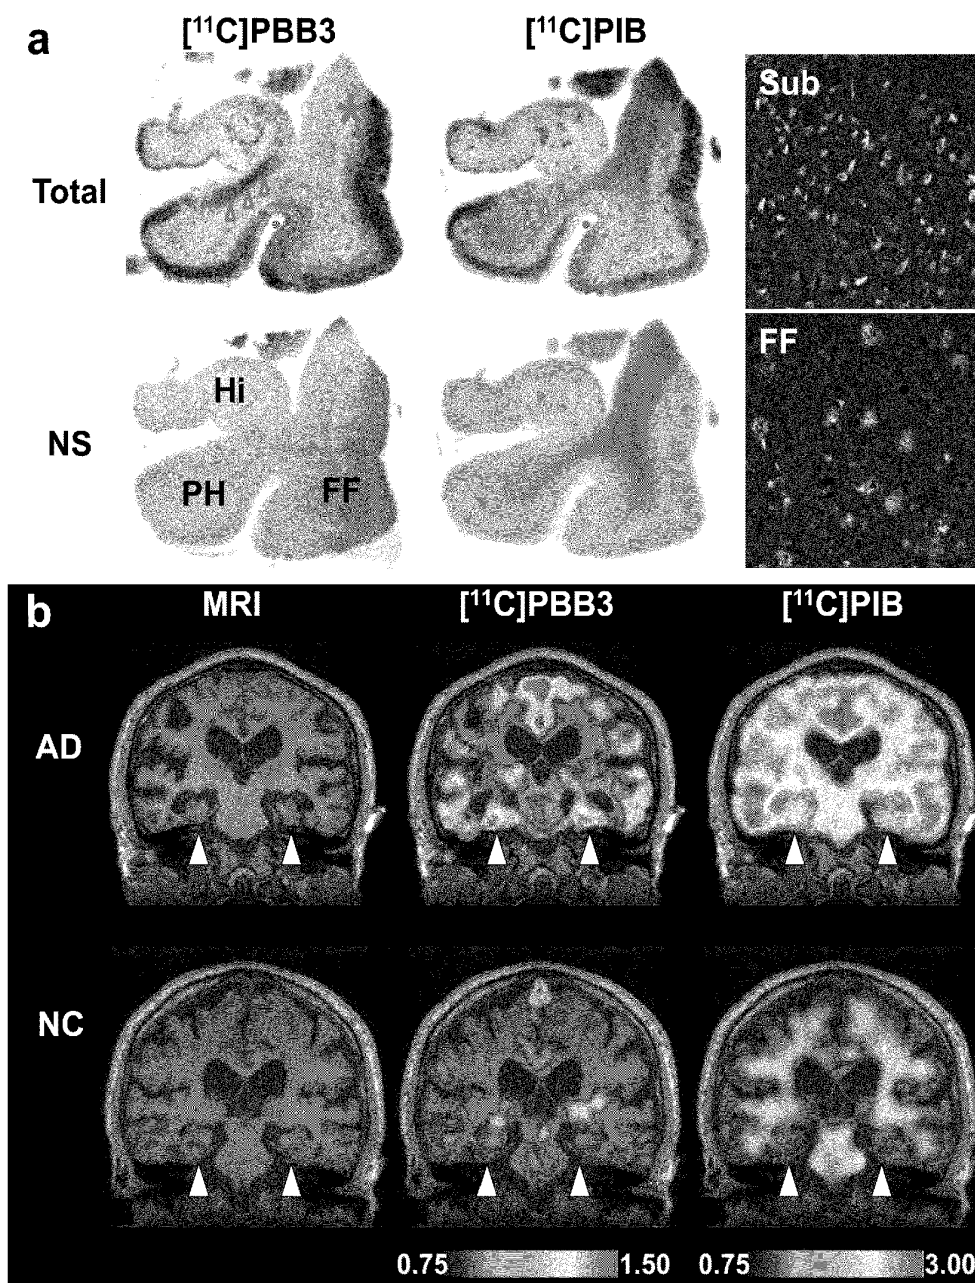 a
[¹¹C]PBB3 [¹¹C]PIB
Sub
Total
FF
Hi
NS
PH FF
b
MRI [¹¹C]PBB3 [¹¹C]PIB
AD
NC
0.75 1.50 0.75 3.00